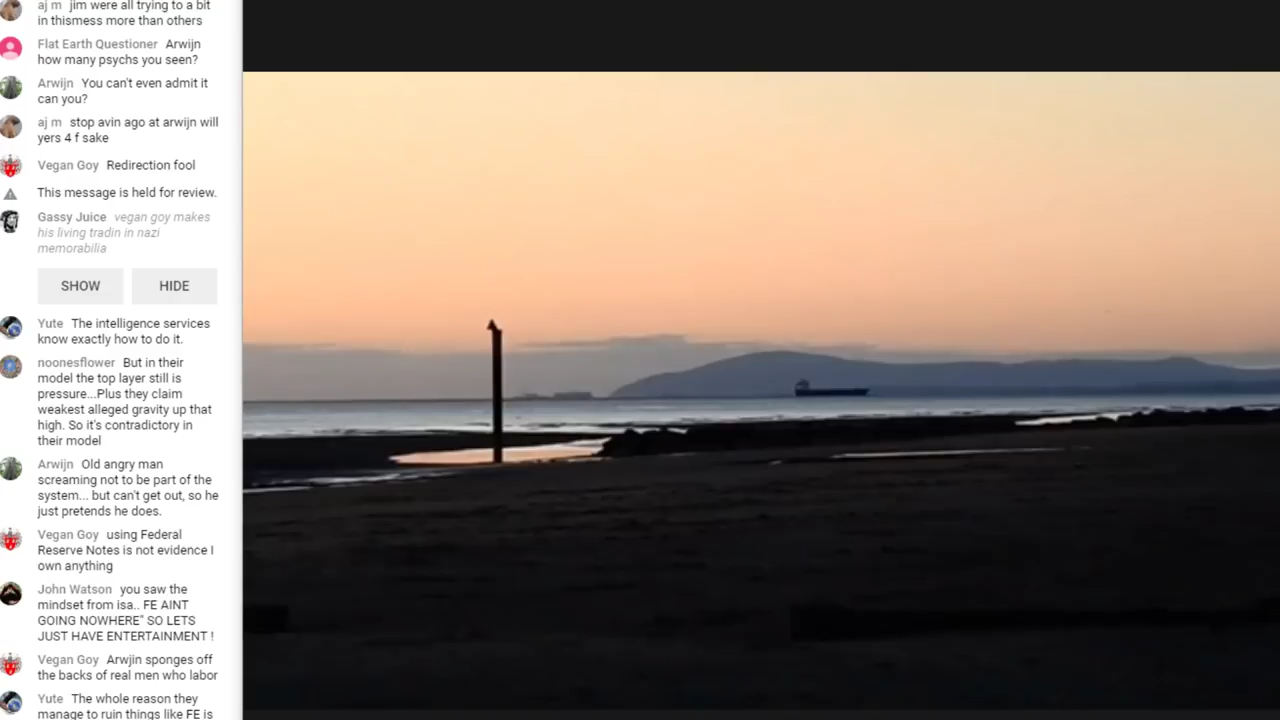 aj m jim were all trying to a bit
in thismess more than others
Flat Earth Questioner Arwijn
how many psychs you seen?
Arwijn You can't even admit it
can you?
aj m stop avin ago at arwijn will
yers 4 f sake
Vegan Goy Redirection fool
This message is held for review.
Gassy Juice vegan goy makes
his living tradin in nazi
memorabilia
SHOW HIDE
Yute The intelligence services
know exactly how to do it.
noonesflower But in their
model the top layer still is
pressure...Plus they claim
weakest alleged gravity up that
high. So it's contradictory in
their model
Arwijn Old angry man
screaming not to be part of the
system... but can't get out, so he
just pretends he does.
Vegan Goy using Federal
Reserve Notes is not evidence I
own anything
John Watson you saw the
mindset from isa.. FE AINT
GOING NOWHERE" SO LETS
JUST HAVE ENTERTAINMENT !
Vegan Goy Arwjin sponges off
the backs of real men who labor
Yute The whole reason they
manage to ruin things like FE is